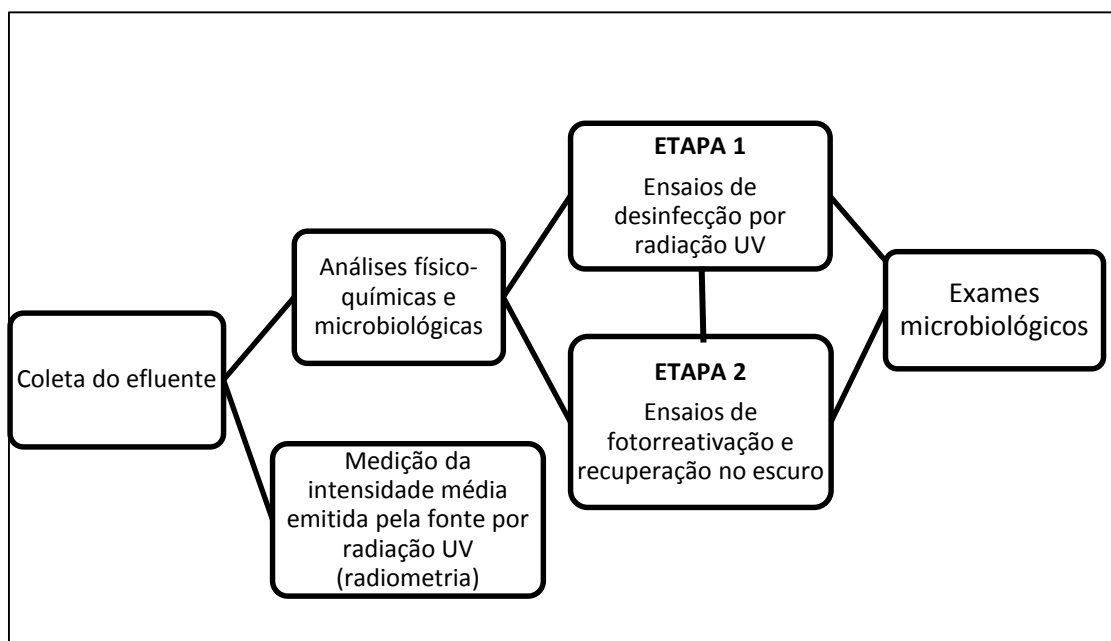 Coleta do efluente
Análises físico-
químicas e
microbiológicas
Medição da
intensidade média
emitida pela fonte por
radiação UV
(radiometria)
ETAPA 1
Ensaios de
desinfecção por
radiação UV
ETAPA 2
Ensaios de
fotorreativação e
recuperação no escuro
Exames
microbiológicos